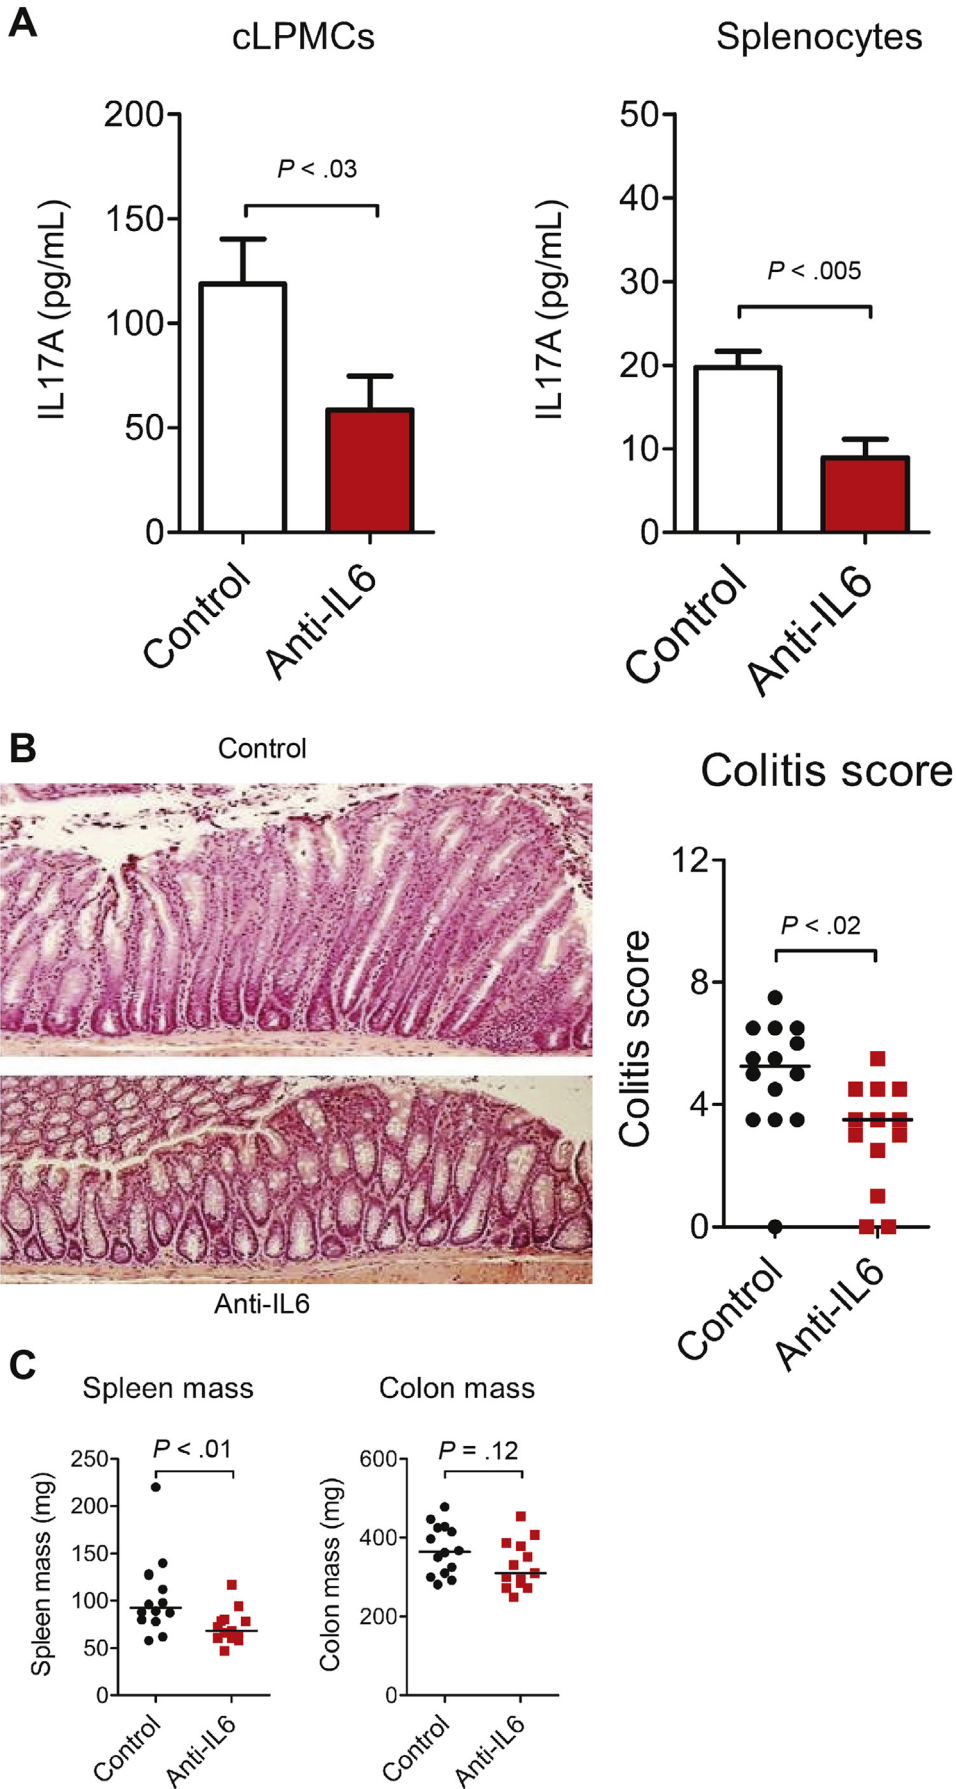 A
cLPMCs
Splenocytes
200
150
100
50
0
IL17A (pg/mL)
P < .03
Control
Anti-IL6
50
40
30
20
10
0
IL17A (pg/mL)
P < .005
Control
Anti-IL6
B
Control
Anti-IL6
Colitis score
12
8
4
0
Colitis score
P < .02
Control
Anti-IL6
C
Spleen mass
250
200
150
100
50
0
Spleen mass (mg)
P < .01
Control
Anti-IL6
Colon mass
600
400
200
0
Colon mass (mg)
P = .12
Control
Anti-IL6